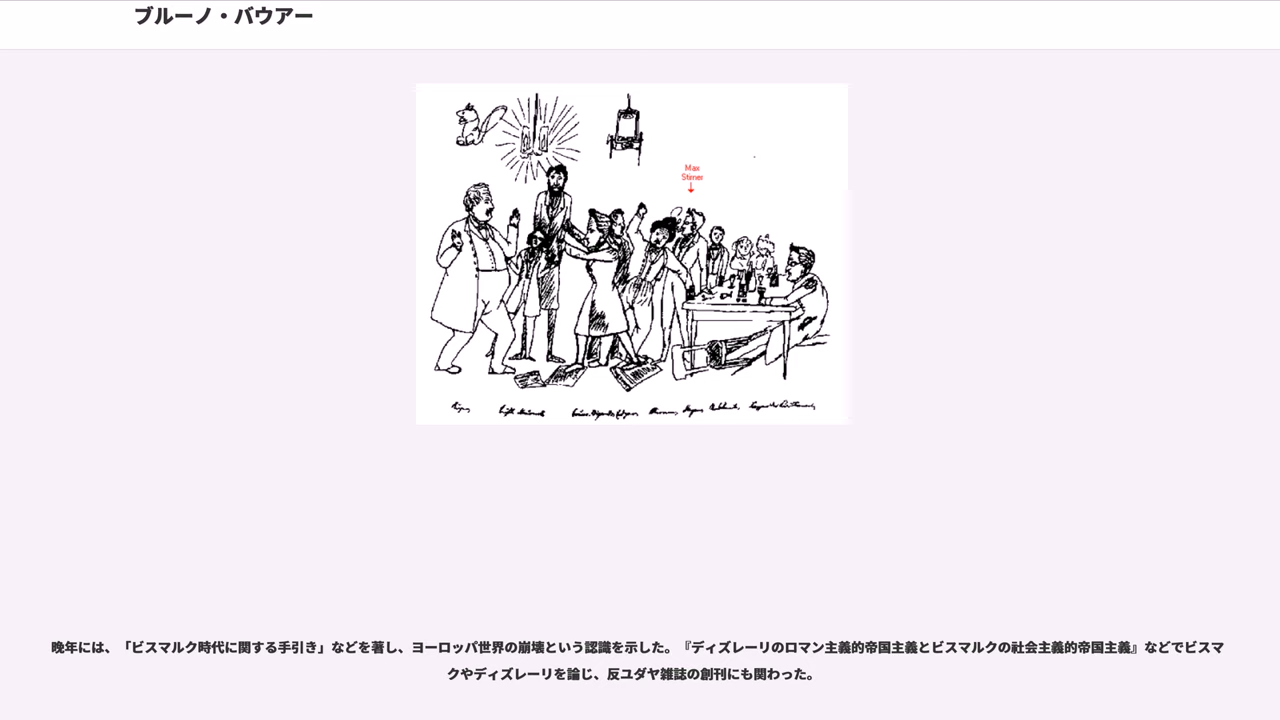 ブルーノ・バウアー
Max
Stirner
晩年には、「ビスマルク時代に関する手引き」などを著し、ヨーロッパ世界の崩壊という認識を示した。『ディズレーリのロマン主義的帝国主義とビスマルクの社会主義的帝国主義』などでビスマ
クやディズレーリを論じ、反ユダヤ雑誌の創刊にも関わった。